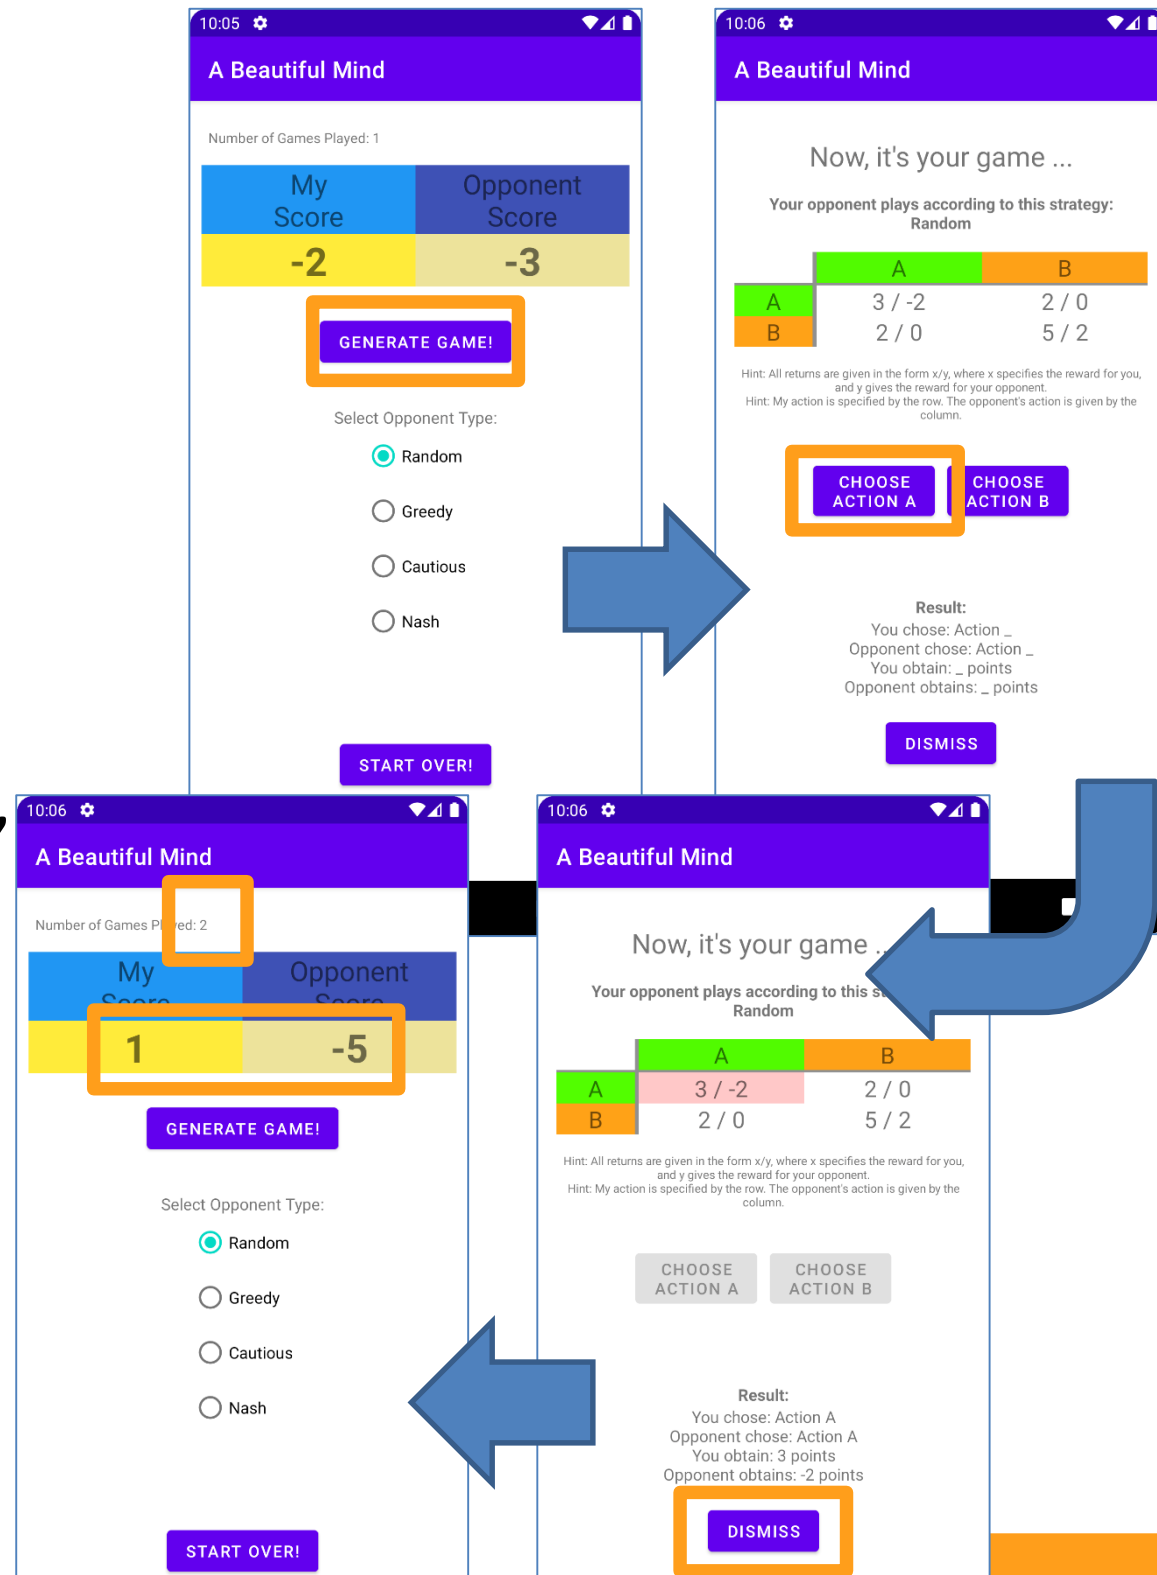 10:05
A Beautiful Mind
Number of Games Played: 1
My Score
Opponent Score
-2
-3
GENERATE GAME!
Select Opponent Type:
Random
Greedy
Cautious
Nash
START OVER!
10:06
A Beautiful Mind
Now, it's your game ...
Your opponent plays according to this strategy:
Random
A B
A 3 / -2 2 / 0
B 2 / 0 5 / 2
Hint: All returns are given in the form x/y, where x specifies the reward for you,
and y gives the reward for your opponent.
Hint: My action is specified by the row. The opponent's action is given by the
column.
CHOOSE ACTION A
CHOOSE ACTION B
Result:
You chose: Action _
Opponent chose: Action _
You obtain: _ points
Opponent obtains: _ points
DISMISS
10:06
A Beautiful Mind
Now, it's your game ..
Your opponent plays according to this
Random
A B
A 3 / -2 2 / 0
B 2 / 0 5 / 2
Hint: All returns are given in the form x/y, where x specifies the reward for you,
and y gives the reward for your opponent.
Hint: My action is specified by the row. The opponent's action is given by the
column.
CHOOSE ACTION A
CHOOSE ACTION B
Result:
You chose: Action A
Opponent chose: Action A
You obtain: 3 points
Opponent obtains: -2 points
DISMISS
10:06
A Beautiful Mind
Number of Games Played: 2
My Score
Opponent Score
1
-5
GENERATE GAME!
Select Opponent Type:
Random
Greedy
Cautious
Nash
START OVER!